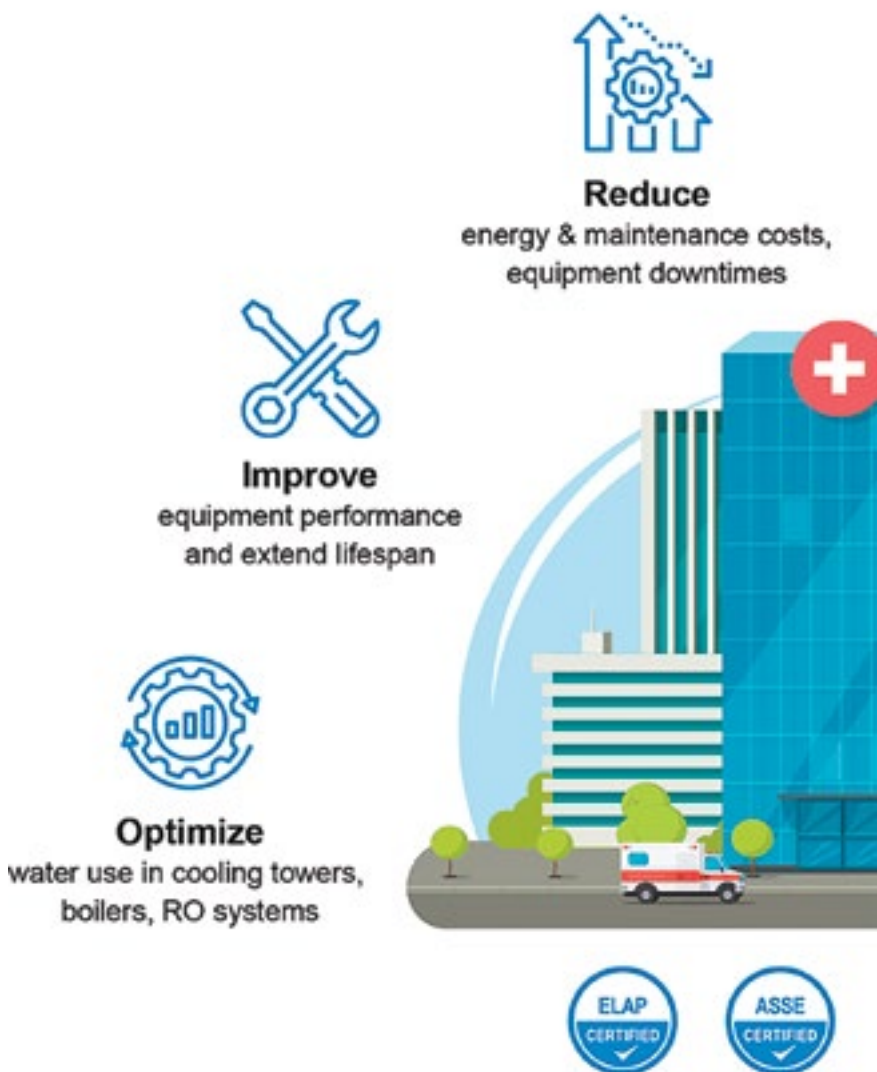 Reduce
energy & maintenance costs,
equipment downtimes
Improve
equipment performance
and extend lifespan
Optimize
water use in cooling towers,
boilers, RO systems
ELAP
CERTIFIED
ASSE
CERTIFIED